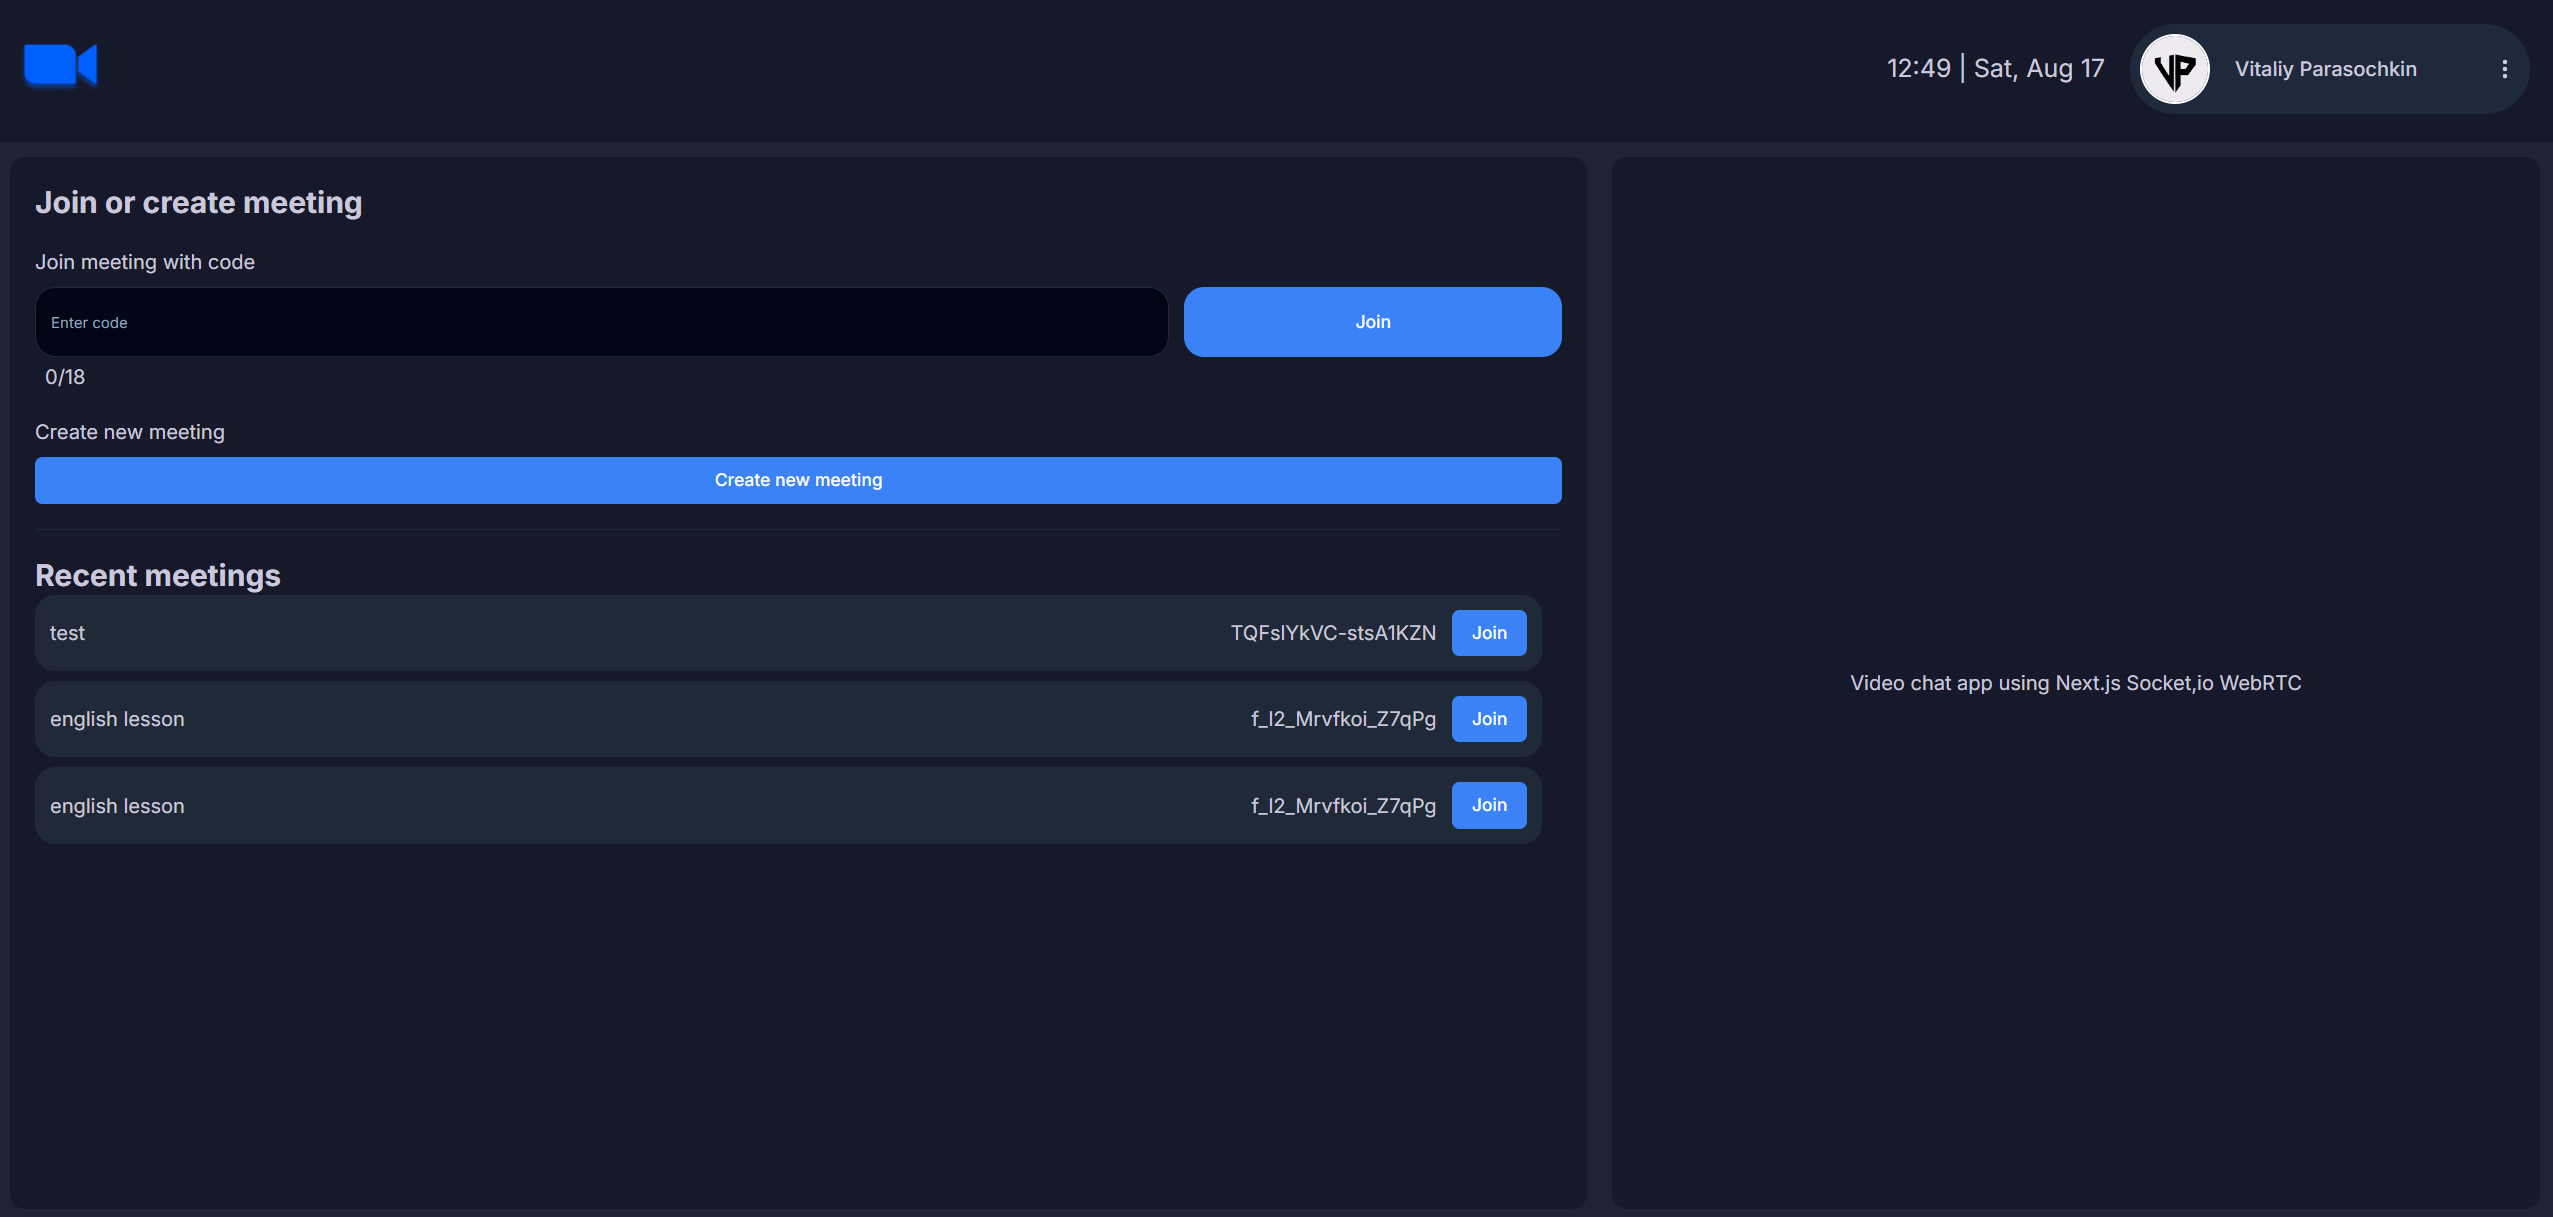 12:49 | Sat, Aug 17
VP
Vitaliy Parasochkin
Join or create meeting
Join meeting with code
Enter code
Join
0/18
Create new meeting
Create new meeting
Recent meetings
test TQFslYkVC-stsA1KZN Join
english lesson f_l2_Mrvfkoi_Z7qPg Join
english lesson f_l2_Mrvfkoi_Z7qPg Join
Video chat app using Next.js Socket,io WebRTC